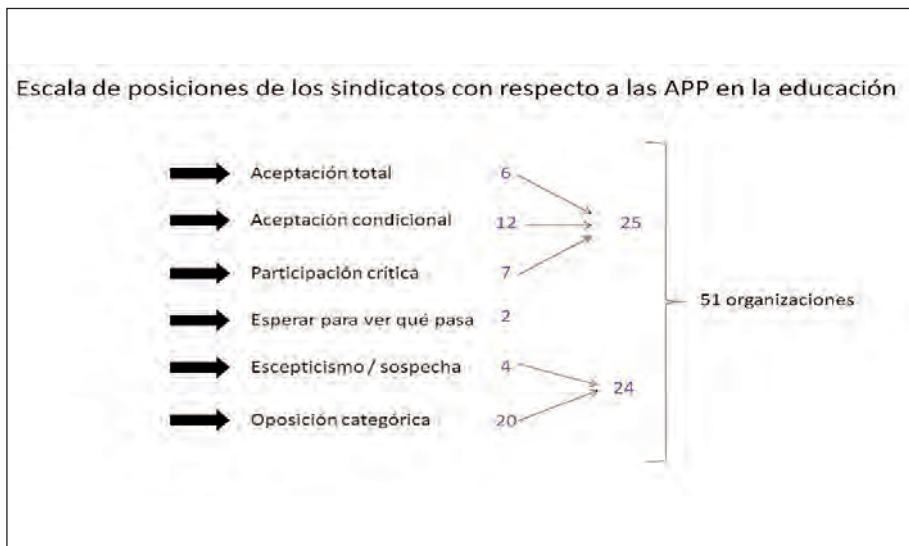 Escala de posiciones de los sindicatos con respecto a las APP en la educación
Aceptación total 6
Aceptación condicional 12 25
Participación crítica 7
51 organizaciones
Esperar para ver qué pasa 2
Escepticismo / sospecha 4
24
Oposición categórica 20